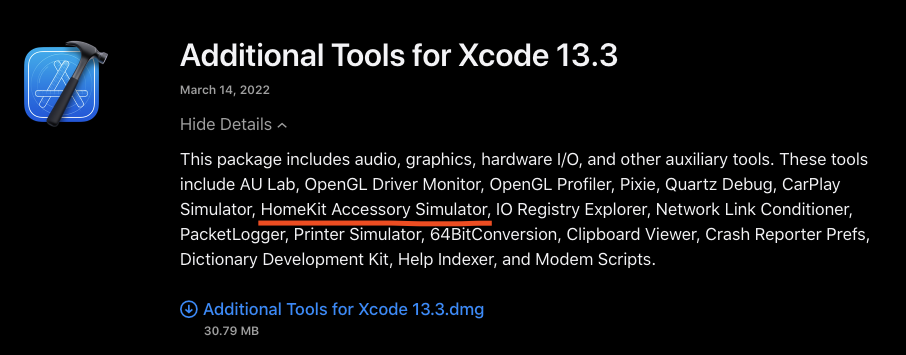 Additional Tools for Xcode 13.3
March 14, 2022
Hide Details
This package includes audio, graphics, hardware I/O, and other auxiliary tools. These tools
include AU Lab, OpenGL Driver Monitor, OpenGL Profiler, Pixie, Quartz Debug, CarPlay
Simulator, HomeKit Accessory Simulator, IO Registry Explorer, Network Link Conditioner,
PacketLogger, Printer Simulator, 64BitConversion, Clipboard Viewer, Crash Reporter Prefs,
Dictionary Development Kit, Help Indexer, and Modem Scripts.
Additional Tools for Xcode 13.3.dmg
30.79 MB